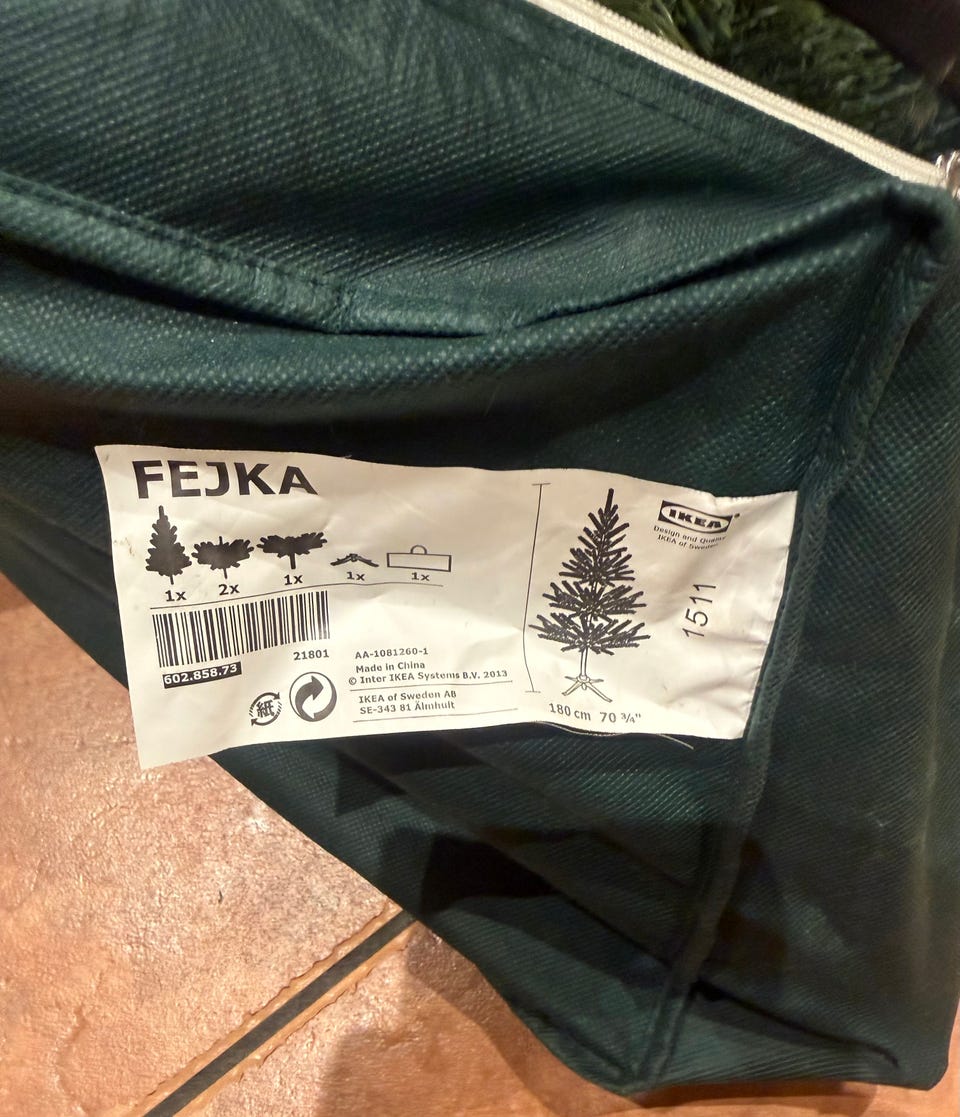 FEJKA
1x 2x 1x 1x 1x
602.858.73
21801
紙
AA-1081260-1
Made in China
© Inter IKEA Systems B.V. 2013
IKEA of Sweden AB
SE-343 81 Älmhult
180 cm 70 ¾"
IKEA®
Design and Quality
IKEA of Sweden
1511